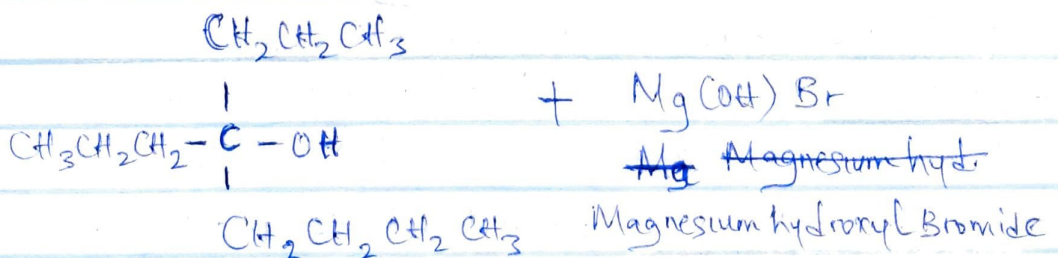 CH₂CH₂CH₃
|
CH₃CH₂CH₂-C-OH + Mg(OH)Br
|
Mg Magnesium hyd.
CH₂CH₂CH₂CH₃ Magnesium hydroxyl Bromide